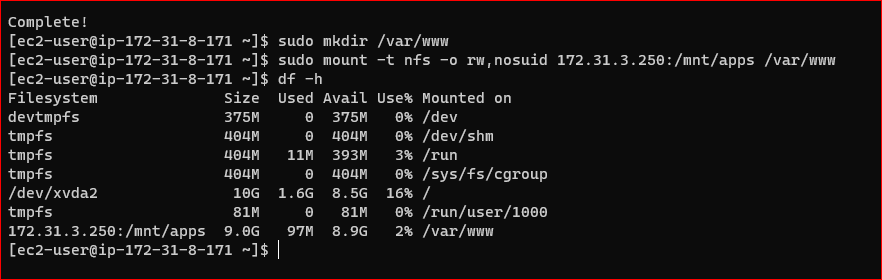 Complete!
[ec2-user@ip-172-31-8-171 ~]$ sudo mkdir /var/www
[ec2-user@ip-172-31-8-171 ~]$ sudo mount -t nfs -o rw,nosuid 172.31.3.250:/mnt/apps /var/www
[ec2-user@ip-172-31-8-171 ~]$ df -h
Filesystem              Size  Used Avail Use% Mounted on
devtmpfs                375M     0  375M   0% /dev
tmpfs                   404M     0  404M   0% /dev/shm
tmpfs                   404M   11M  393M   3% /run
tmpfs                   404M     0  404M   0% /sys/fs/cgroup
/dev/xvda2               10G  1.6G  8.5G  16% /
tmpfs                    81M     0   81M   0% /run/user/1000
172.31.3.250:/mnt/apps  9.0G   97M  8.9G   2% /var/www
[ec2-user@ip-172-31-8-171 ~]$